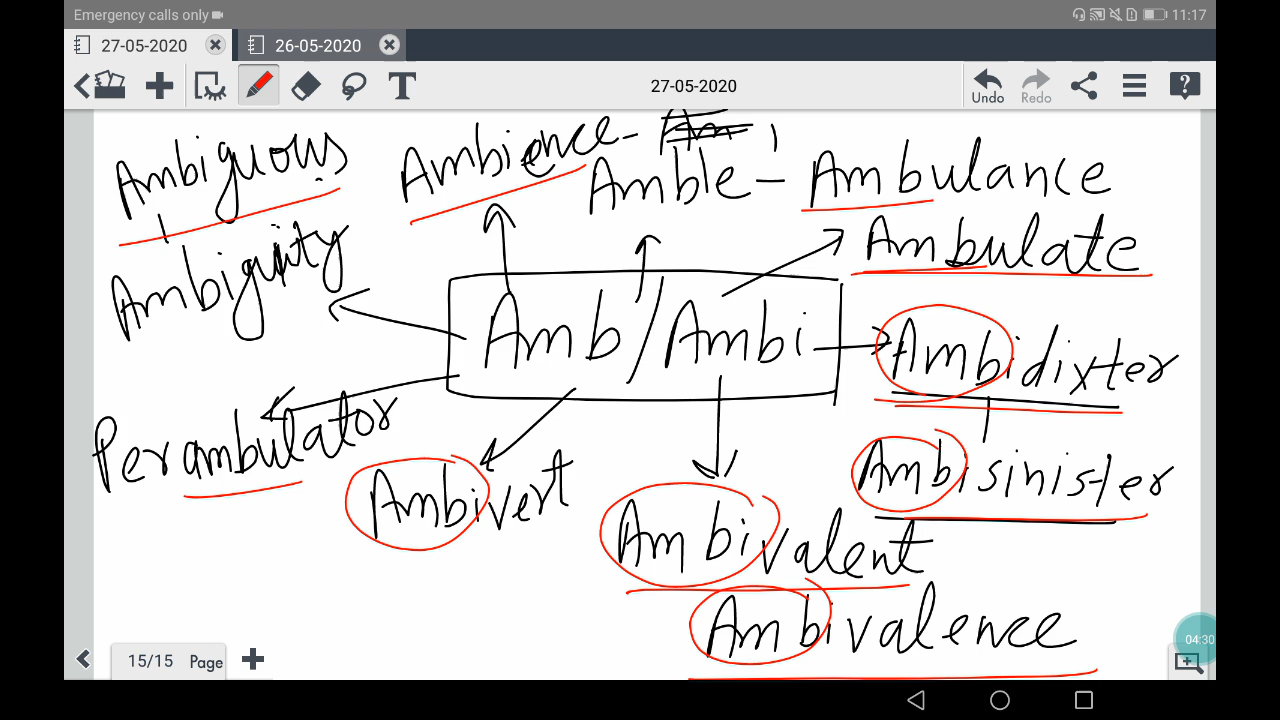 Emergency calls only
11:17
27-05-2020
26-05-2020
T
27-05-2020
Undo
Redo
Ambiguous
Ambience-
Amble - Ambulance
Ambulate
Ambiguity
Amb/Ambi
Ambidixter
Perambulator
Ambivert
Ambisinister
Ambivalent
Ambivalence
04:30
15/15 Page